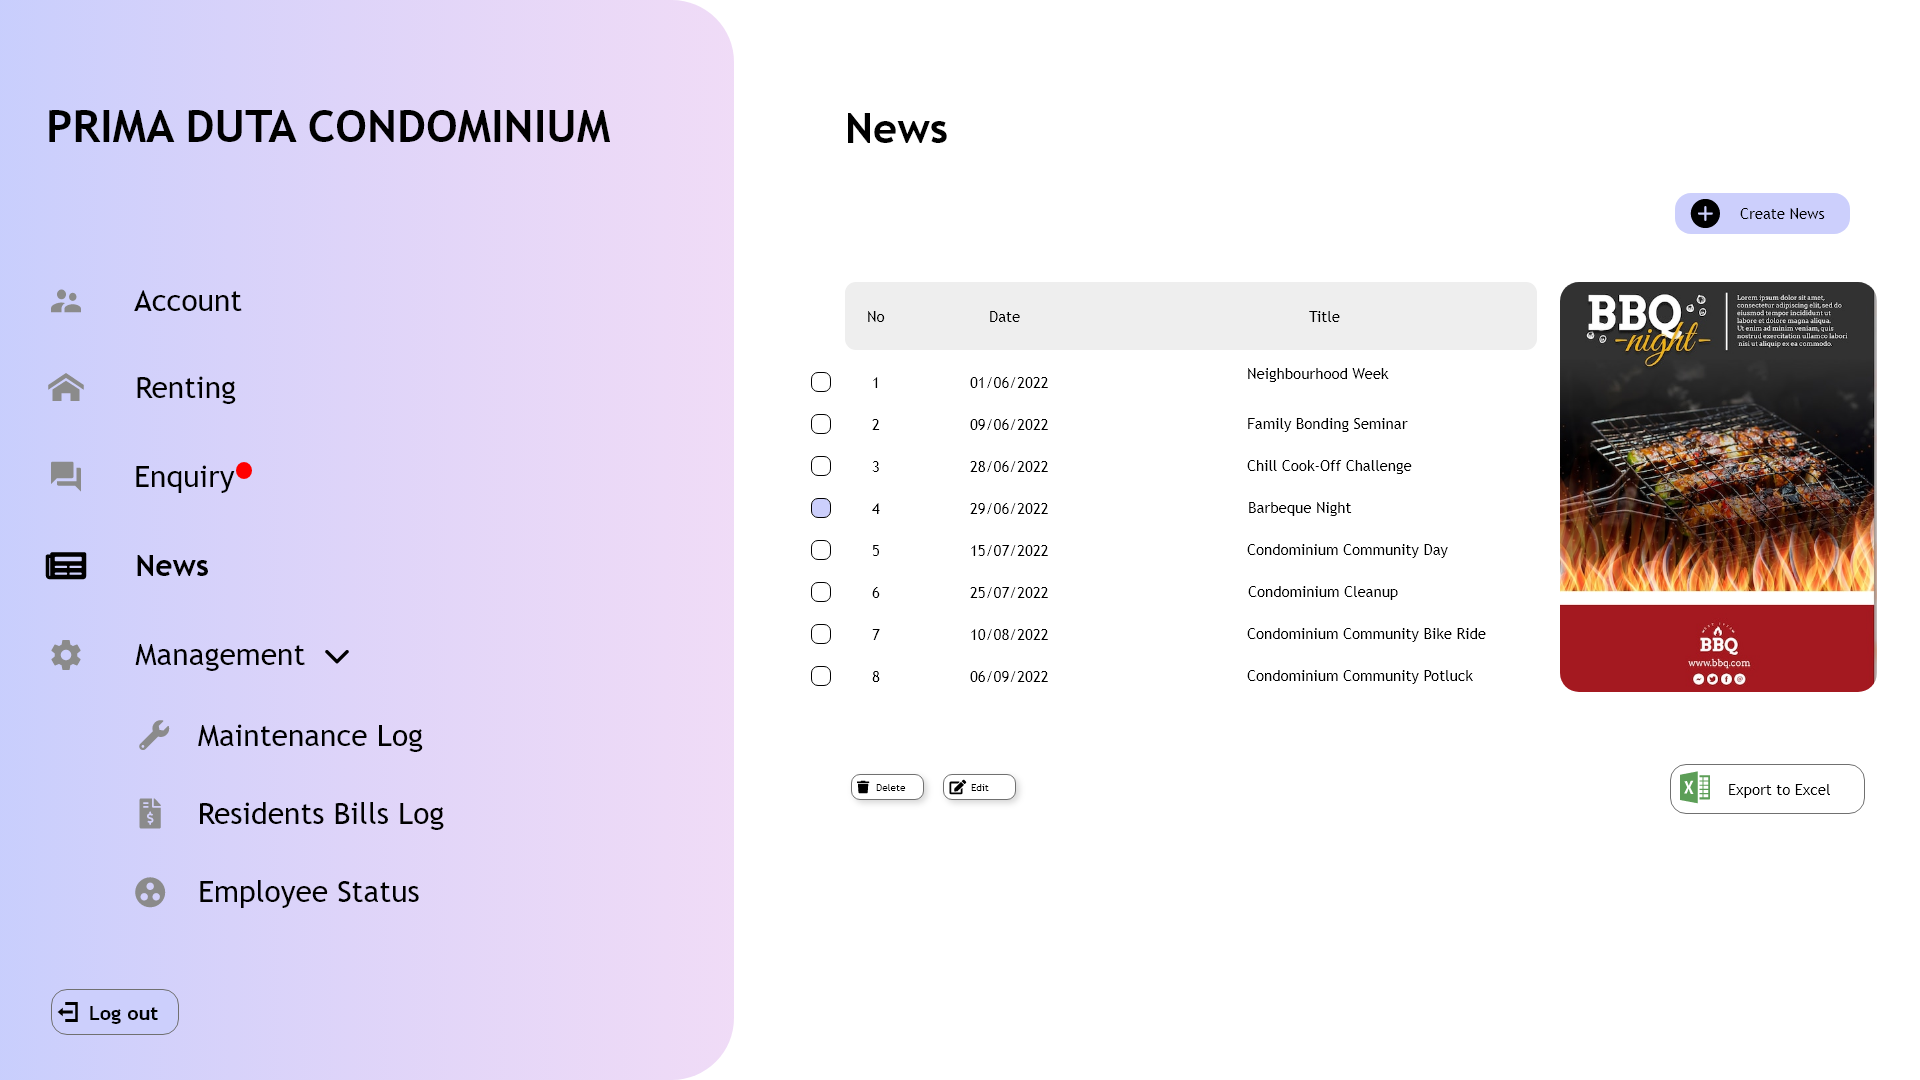 PRIMA DUTA CONDOMINIUM
Account
Renting
Enquiry
News
Management
Maintenance Log
Residents Bills Log
Employee Status
Log out
News
Create News
No Date Title
1 01/06/2022 Neighbourhood Week
2 09/06/2022 Family Bonding Seminar
3 28/06/2022 Chill Cook-Off Challenge
4 29/06/2022 Barbeque Night
5 15/07/2022 Condominium Community Day
6 25/07/2022 Condominium Cleanup
7 10/08/2022 Condominium Community Bike Ride
8 06/09/2022 Condominium Community Potluck
BBQ
-night-
Lorem ipsum dolor sit amet,
consectetur adipiscing elit, sed do
eiusmod tempor incididunt ut
labore et dolore magna aliqua.
Ut enim ad minim veniam, quis
nostrud exercitation ullamco labori
nisi ut aliquip ex ea commodo.
BBQ
www.bbq.com
Delete
Edit
Export to Excel